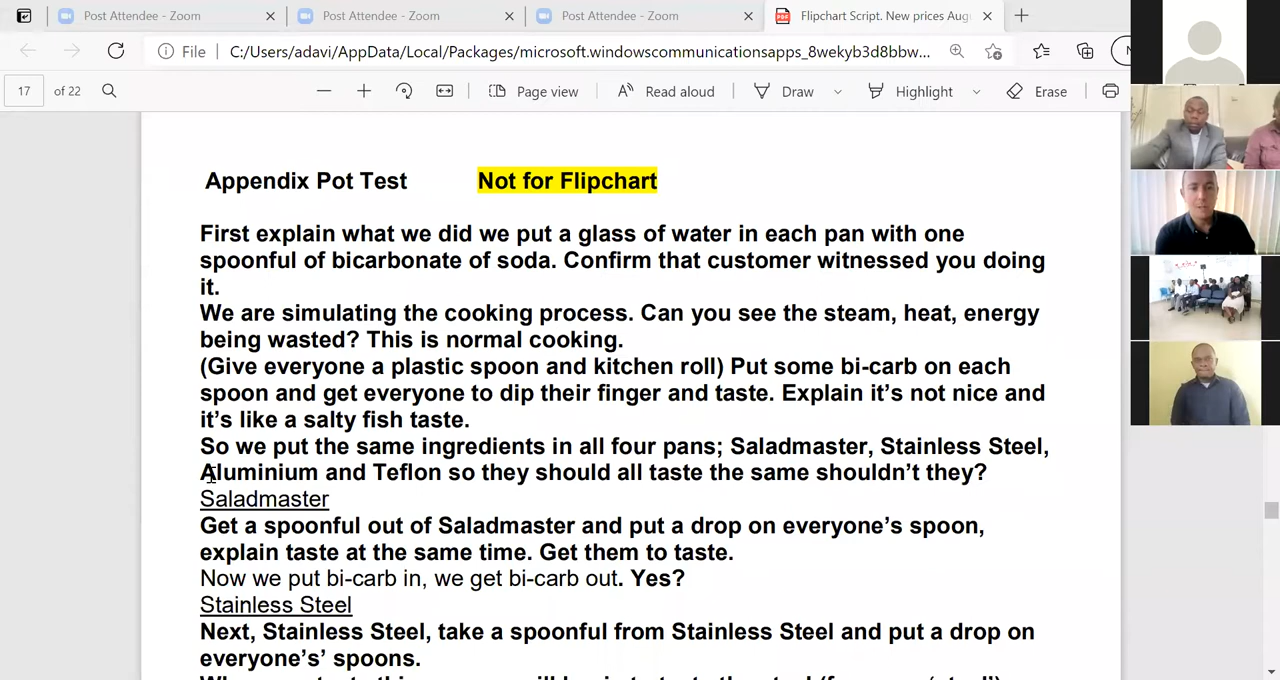 Post Attendee - Zoom
Post Attendee - Zoom
Post Attendee - Zoom
PDF
Flipchart Script. New prices Aug
File
C:/Users/adavi/AppData/Local/Packages/microsoft.windowscommunicationsapps_8wekyb3d8bbw...
17 of 22
Page view
Read aloud
Draw
Highlight
Erase
Appendix Pot Test Not for Flipchart
First explain what we did we put a glass of water in each pan with one
spoonful of bicarbonate of soda. Confirm that customer witnessed you doing
it.
We are simulating the cooking process. Can you see the steam, heat, energy
being wasted? This is normal cooking.
(Give everyone a plastic spoon and kitchen roll) Put some bi-carb on each
spoon and get everyone to dip their finger and taste. Explain it’s not nice and
it’s like a salty fish taste.
So we put the same ingredients in all four pans; Saladmaster, Stainless Steel,
Aluminium and Teflon so they should all taste the same shouldn’t they?
Saladmaster
Get a spoonful out of Saladmaster and put a drop on everyone’s spoon,
explain taste at the same time. Get them to taste.
Now we put bi-carb in, we get bi-carb out. Yes?
Stainless Steel
Next, Stainless Steel, take a spoonful from Stainless Steel and put a drop on
everyone’s’ spoons.